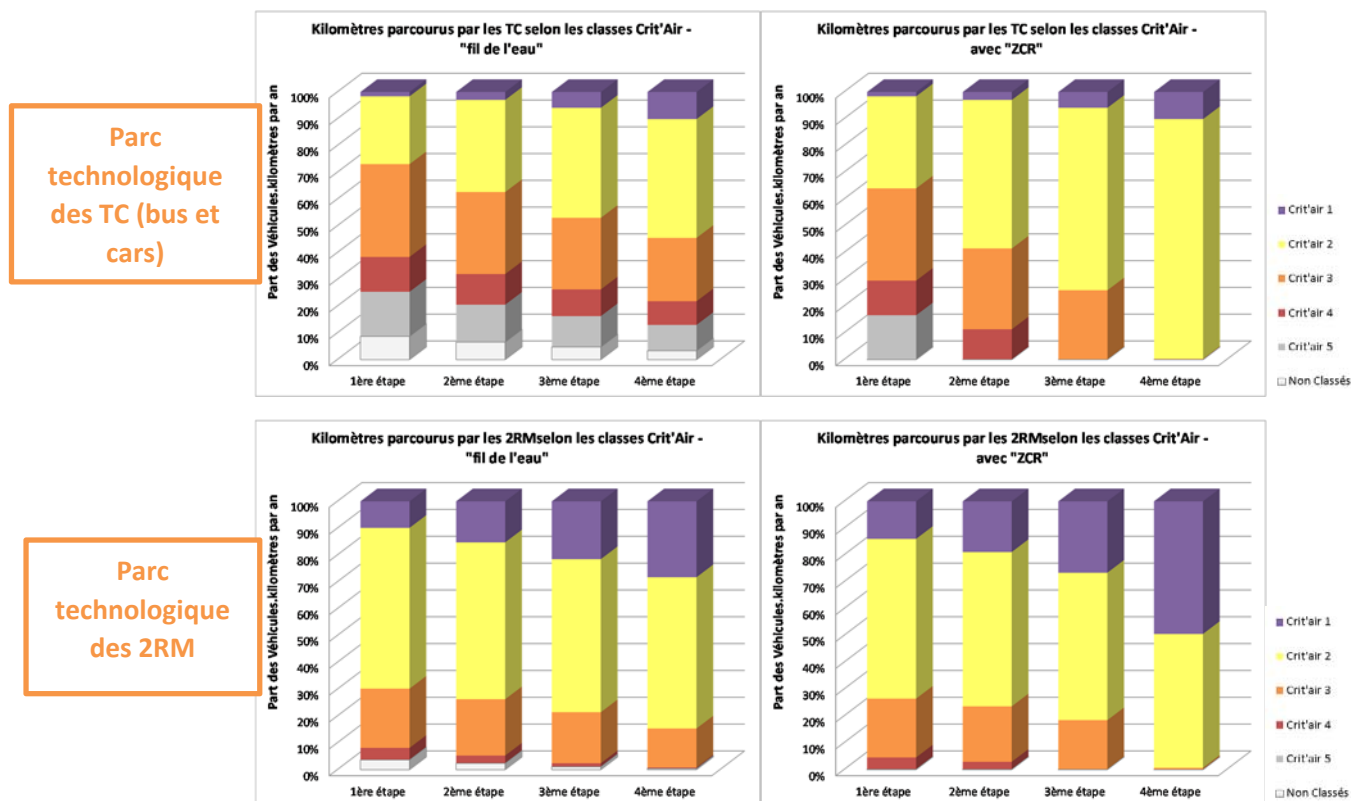 Parc
technologique
des TC (bus et
cars)
Kilomètres parcourus par les TC selon les classes Crit'Air -
"fil de l'eau"
Part des Véhicules.kilomètres par an
100%
90%
80%
70%
60%
50%
40%
30%
20%
10%
0%
1ère étape
2ème étape
3ème étape
4ème étape
Kilomètres parcourus par les TC selon les classes Crit'Air -
avec "ZCR"
Part des Véhicules.kilomètres par an
100%
90%
80%
70%
60%
50%
40%
30%
20%
10%
0%
1ère étape
2ème étape
3ème étape
4ème étape
Crit'air 1
Crit'air 2
Crit'air 3
Crit'air 4
Crit'air 5
Non Classés
Parc
technologique
des 2RM
Kilomètres parcourus par les 2RMselon les classes Crit'Air -
"fil de l'eau"
Part des Véhicules.kilomètres par an
100%
90%
80%
70%
60%
50%
40%
30%
20%
10%
0%
1ère étape
2ème étape
3ème étape
4ème étape
Kilomètres parcourus par les 2RMselon les classes Crit'Air -
avec "ZCR"
Part des Véhicules.kilomètres par an
100%
90%
80%
70%
60%
50%
40%
30%
20%
10%
0%
1ère étape
2ème étape
3ème étape
4ème étape
Crit'air 1
Crit'air 2
Crit'air 3
Crit'air 4
Crit'air 5
Non Classés